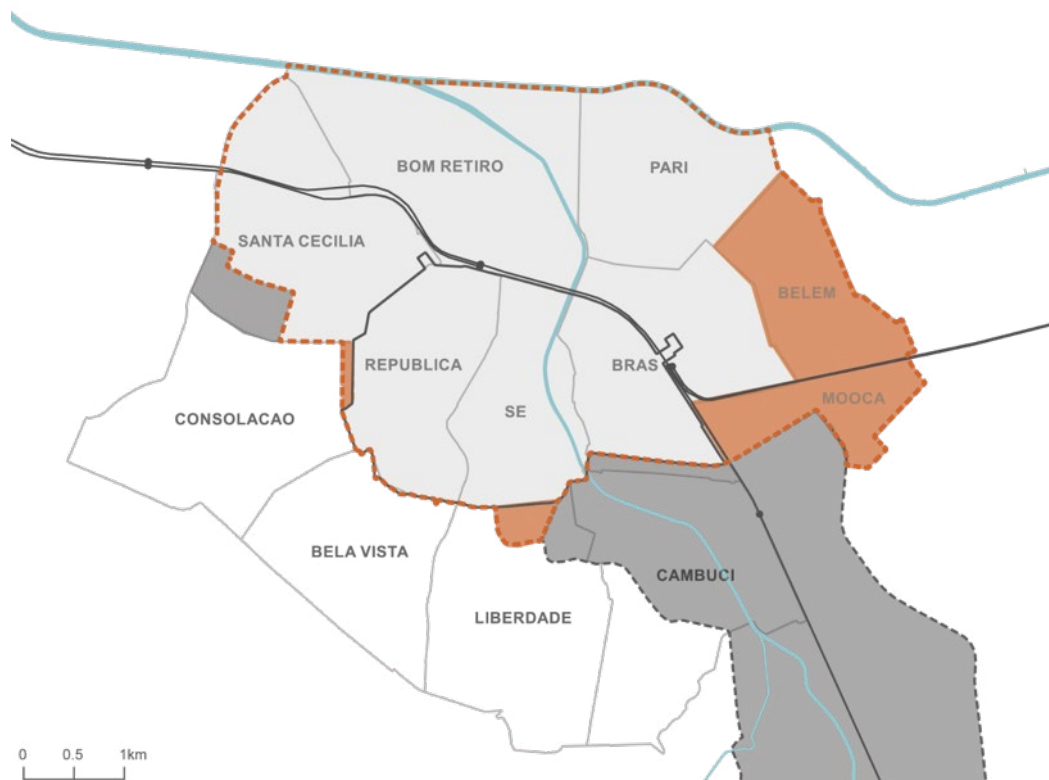 BOM RETIRO
PARI
SANTA CECILIA
BELEM
REPUBLICA
BRAS
MOOCA
CONSOLACAO
SE
BELA VISTA
CAMBUCI
LIBERDADE
0 0.5 1km